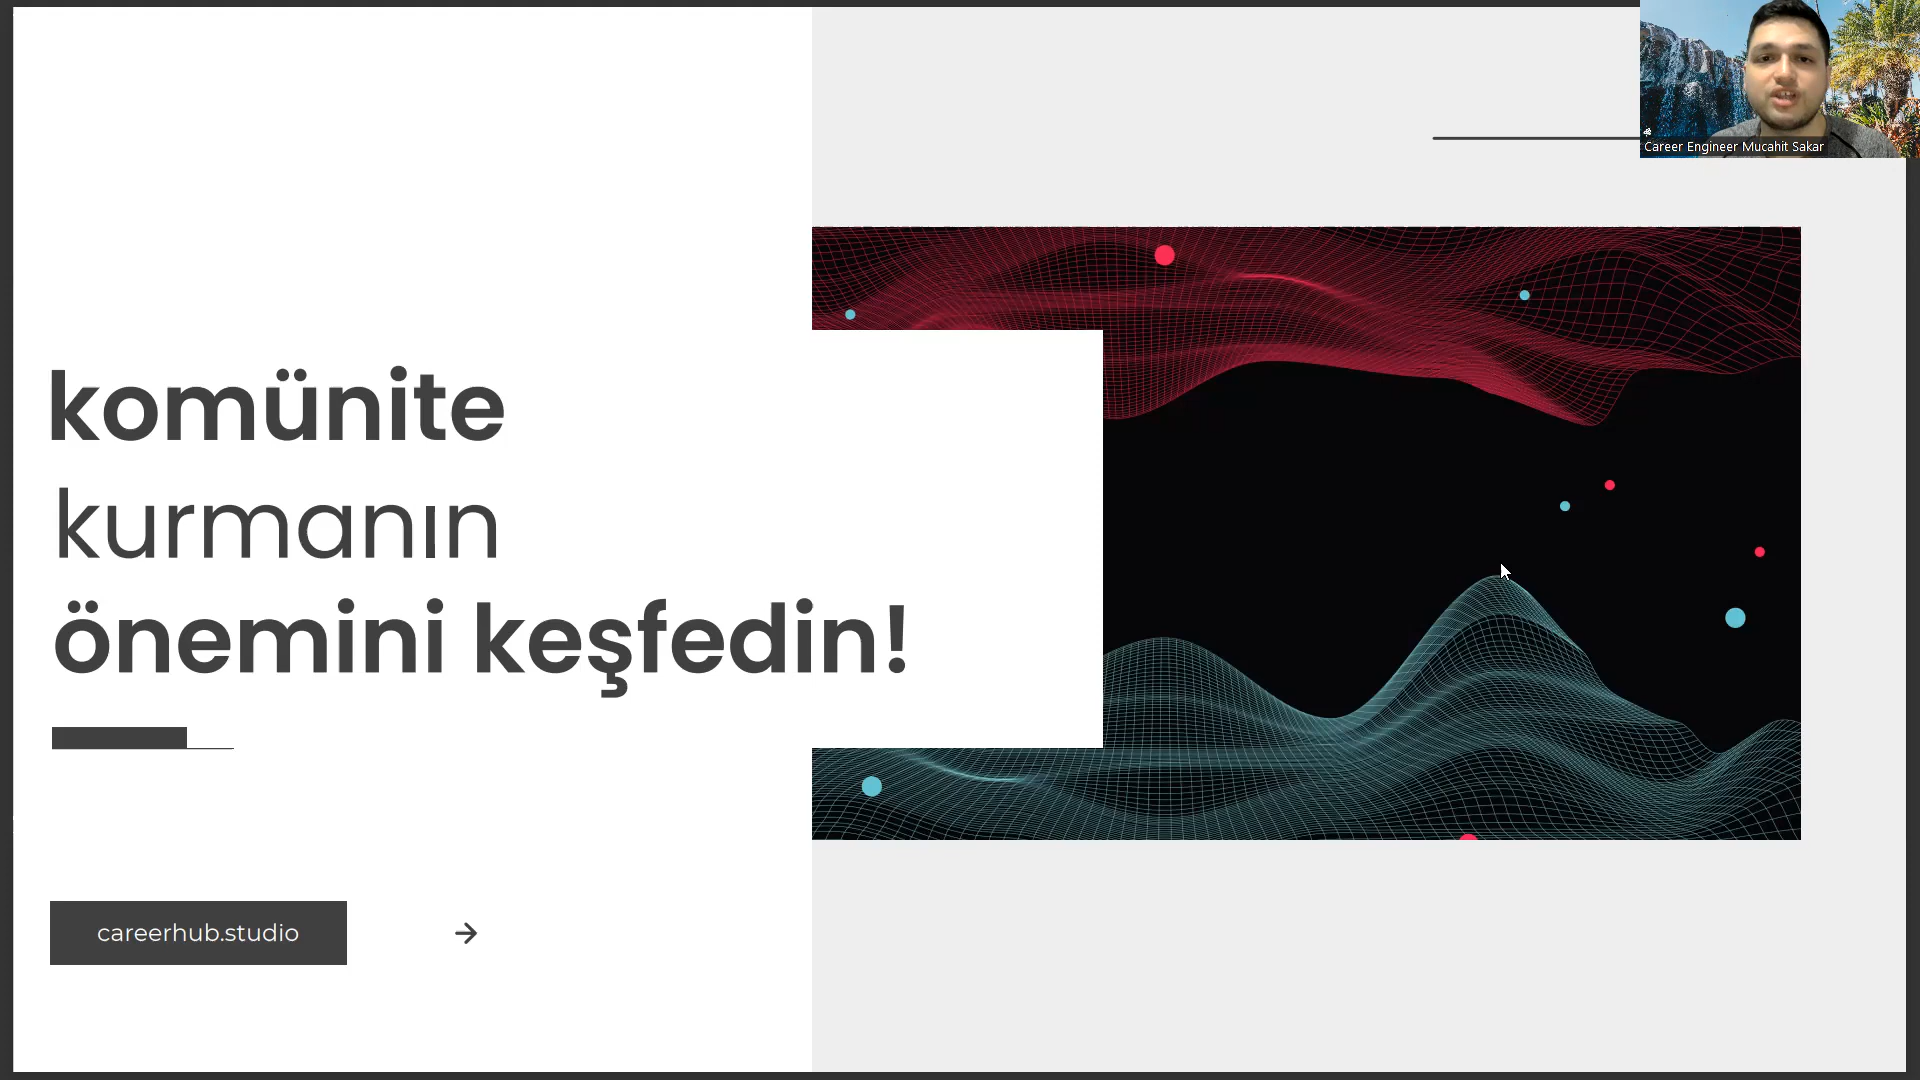 Career Engineer Mucahit Sakar
komünite
kurmanın
önemini keşfedin!
careerhub.studio